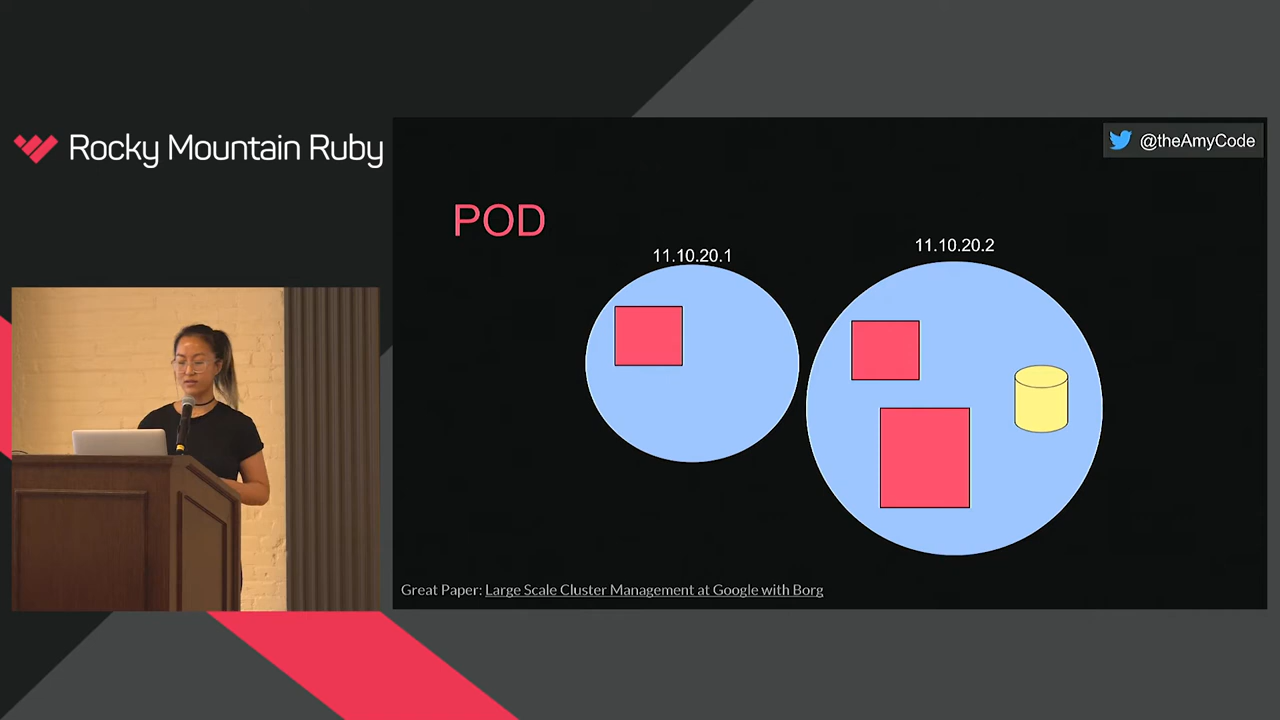 Rocky Mountain Ruby
@theAmyCode
POD
11.10.20.1
11.10.20.2
Great Paper: Large Scale Cluster Management at Google with Borg